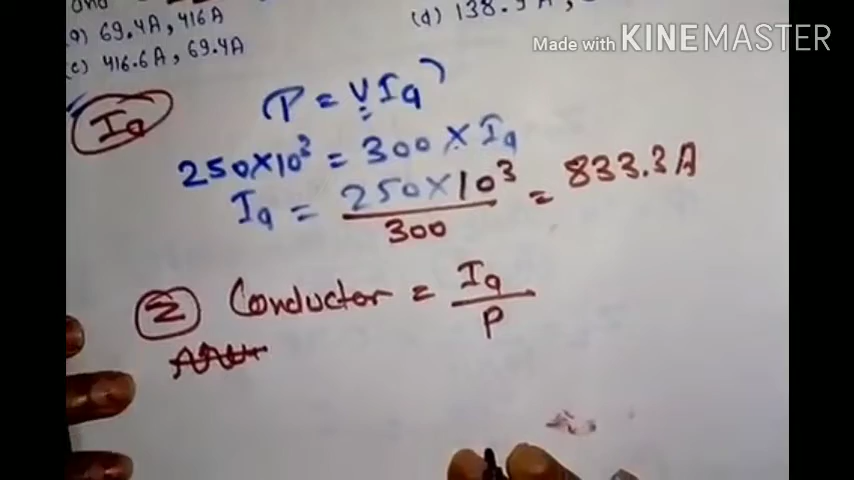 (a) 69.4A, 416A
(d) 138.9A,
(c) 416.6A, 69.4A
Made with KINEMASTER
Ia
P = V Ia
250×10³ = 300 × Ia
Ia = 250×10³ / 300 = 833.3A
② Conductor = Ia / P